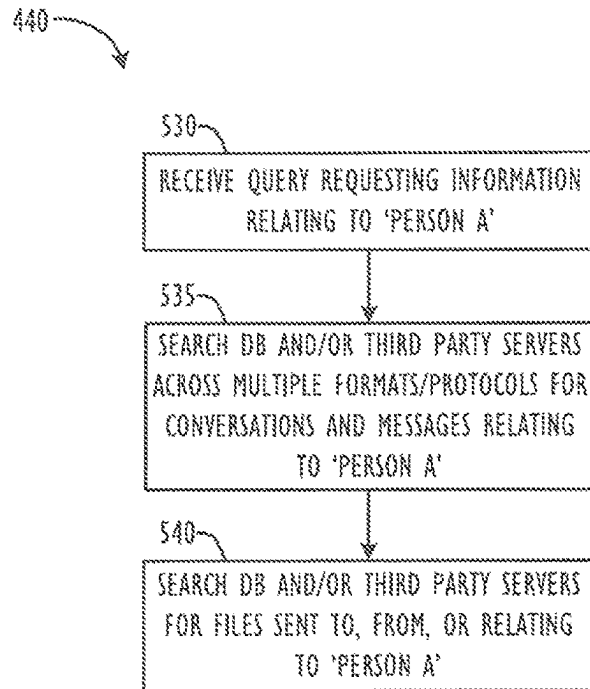 440
530
RECEIVE QUERY REQUESTING INFORMATION
RELATING TO 'PERSON A'
535
SEARCH DB AND/OR THIRD PARTY SERVERS
ACROSS MULTIPLE FORMATS/PROTOCOLS FOR
CONVERSATIONS AND MESSAGES RELATING
TO 'PERSON A'
540
SEARCH DB AND/OR THIRD PARTY SERVERS
FOR FILES SENT TO, FROM, OR RELATING
TO 'PERSON A'